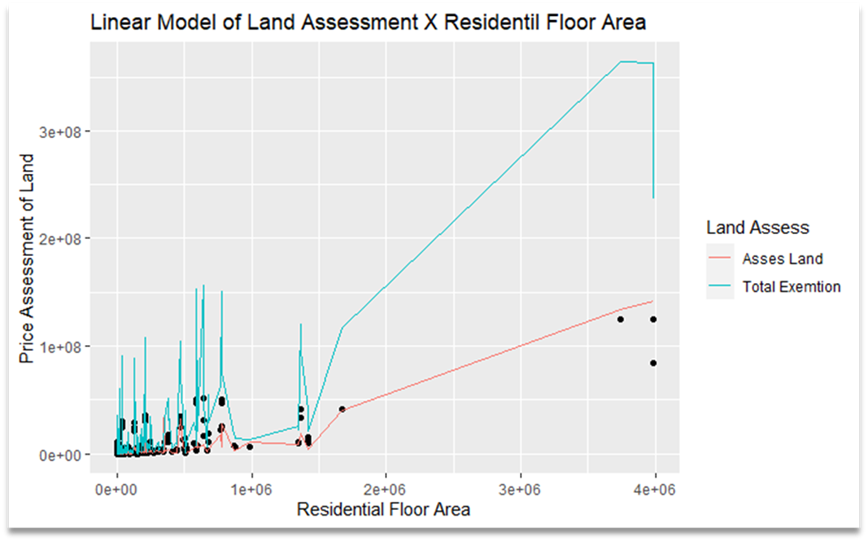 Linear Model of Land Assessment X Residentil Floor Area
Price Assessment of Land
3e+08
2e+08
1e+08
0e+00
0e+00 1e+06 2e+06 3e+06 4e+06
Residential Floor Area
Land Assess
Asses Land
Total Exemtion